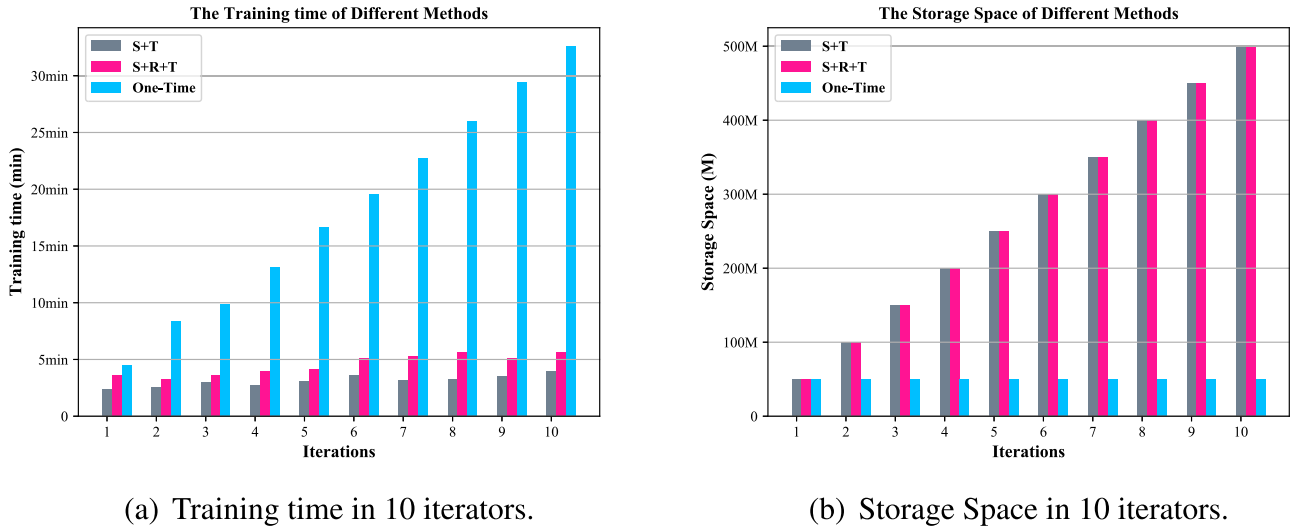 The Training time of Different Methods
S+T
S+R+T
One-Time
Training time (min)
30min
25min
20min
15min
10min
5min
0
1 2 3 4 5 6 7 8 9 10
Iterations
(a) Training time in 10 iterators.
The Storage Space of Different Methods
S+T
S+R+T
One-Time
Storage Space (M)
500M
400M
300M
200M
100M
0
1 2 3 4 5 6 7 8 9 10
Iterations
(b) Storage Space in 10 iterators.